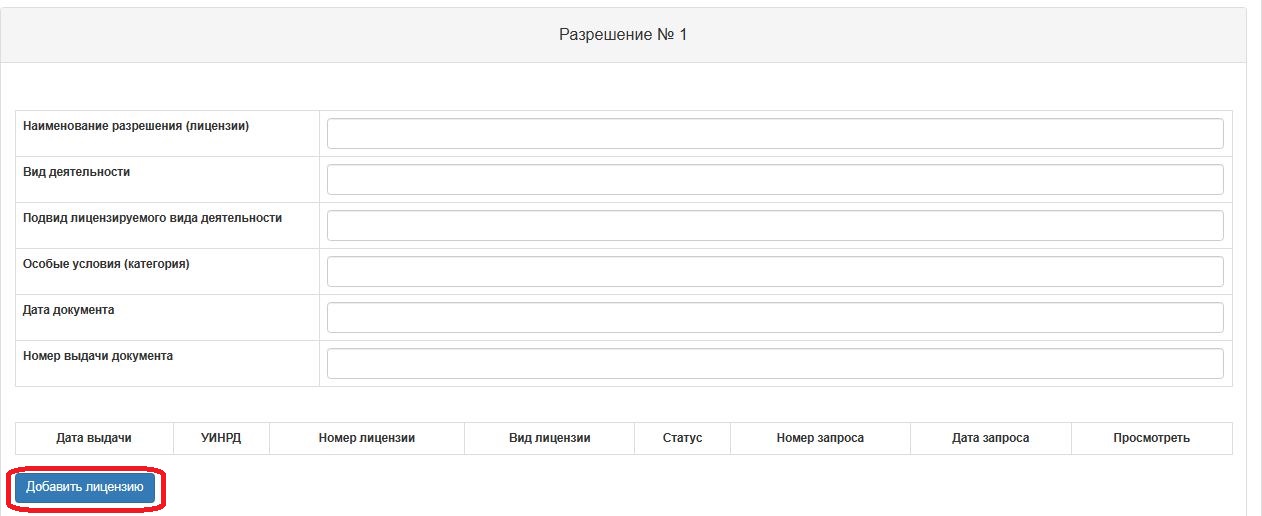 Разрешение № 1
Наименование разрешения (лицензии)
Вид деятельности
Подвид лицензируемого вида деятельности
Особые условия (категория)
Дата документа
Номер выдачи документа
Дата выдачи УИНРД Номер лицензии Вид лицензии Статус Номер запроса Дата запроса Просмотреть
Добавить лицензию